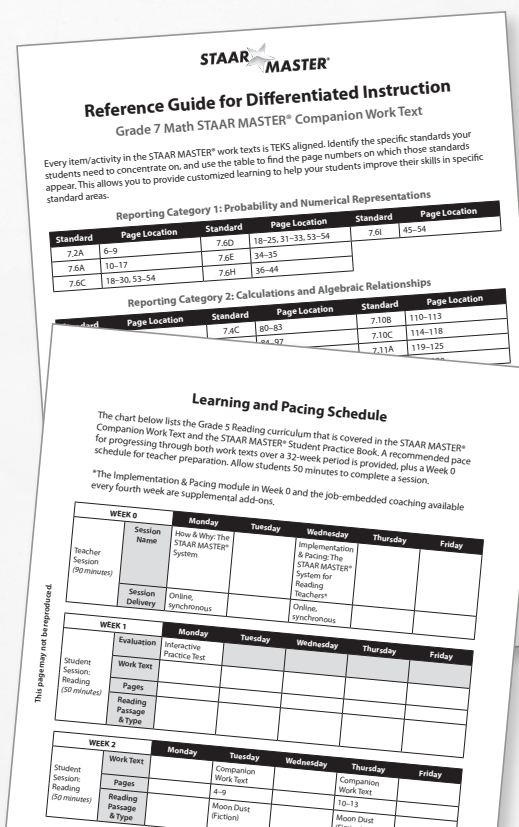 STAAR MASTER®
Reference Guide for Differentiated Instruction
Grade 7 Math STAAR MASTER® Companion Work Text
Every item/activity in the STAAR MASTER® work texts is TEKS aligned. Identify the specific standards your
students need to concentrate on, and use the table to find the page numbers on which those standards
appear. This allows you to provide customized learning to help your students improve their skills in specific
standard areas.
Reporting Category 1: Probability and Numerical Representations
Standard Page Location Standard Page Location Standard Page Location
7.2A 6–9 7.6D 18–25, 31–33, 53–54 7.6I 45–54
7.6A 10–17 7.6E 34–35
7.6C 18–30, 53–54 7.6H 36–44
Reporting Category 2: Calculations and Algebraic Relationships
Standard Page Location Standard Page Location Standard Page Location
7.4C 80–83 7.10B 110–113
84–97 7.10C 114–118
7.11A 119–125
Learning and Pacing Schedule
The chart below lists the Grade 5 Reading curriculum that is covered in the STAAR MASTER®
Companion Work Text and the STAAR MASTER® Student Practice Book. A recommended pace
for progressing through both work texts over a 32-week period is provided, plus a Week 0
schedule for teacher preparation. Allow students 50 minutes to complete a session.
*The Implementation & Pacing module in Week 0 and the job-embedded coaching available
every fourth week are supplemental add-ons.
WEEK 0 Monday Tuesday Wednesday Thursday Friday
Teacher
Session
(90 minutes)
Session
Name
How & Why: The
STAAR MASTER®
System
Implementation
& Pacing: The
STAAR MASTER®
System for
Reading
Teachers*
Session
Delivery
Online,
synchronous
Online,
synchronous
WEEK 1 Monday Tuesday Wednesday Thursday Friday
Student
Session:
Reading
(50 minutes)
Evaluation
Interactive
Practice Test
Work Text
Pages
Reading
Passage
& Type
WEEK 2 Monday Tuesday Wednesday Thursday Friday
Student
Session:
Reading
(50 minutes)
Work Text
Companion
Work Text
Companion
Work Text
Pages
4–9
10–13
Reading
Passage
& Type
Moon Dust
(Fiction)
Moon Dust
This page may not be reproduced.